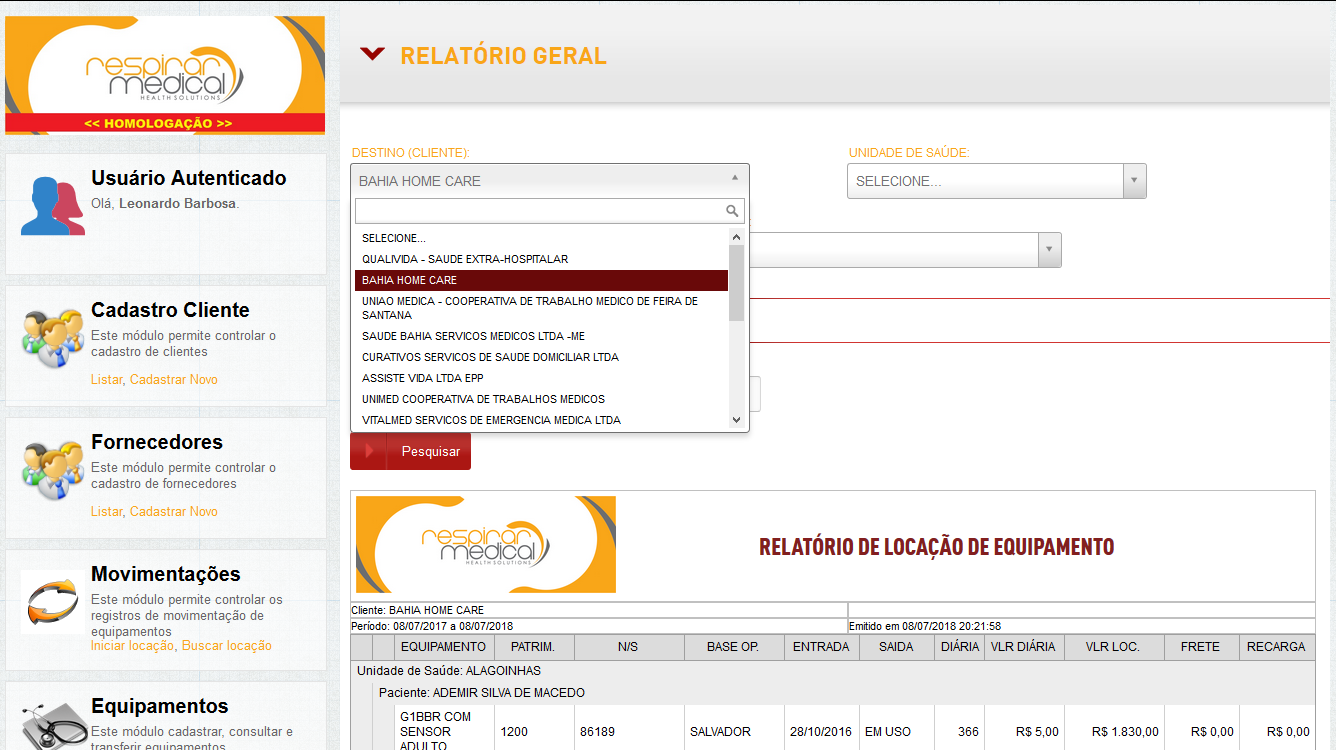 respirar
medical
HEALTH SOLUTIONS
<< HOMOLOGAÇÃO >>
Usuário Autenticado
Olá, Leonardo Barbosa.
Cadastro Cliente
Este módulo permite controlar o
cadastro de clientes
Listar, Cadastrar Novo
Fornecedores
Este módulo permite controlar o
cadastro de fornecedores
Listar, Cadastrar Novo
Movimentações
Este módulo permite controlar os
registros de movimentação de
equipamentos
Iniciar locação, Buscar locação
Equipamentos
Este módulo cadastrar, consultar e
transferir equipamentos
RELATÓRIO GERAL
DESTINO (CLIENTE):
BAHIA HOME CARE
UNIDADE DE SAÚDE:
SELECIONE...
SELECIONE...
QUALIVIDA - SAUDE EXTRA-HOSPITALAR
BAHIA HOME CARE
UNIAO MEDICA - COOPERATIVA DE TRABALHO MEDICO DE FEIRA DE
SANTANA
SAUDE BAHIA SERVICOS MEDICOS LTDA -ME
CURATIVOS SERVICOS DE SAUDE DOMICILIAR LTDA
ASSISTE VIDA LTDA EPP
UNIMED COOPERATIVA DE TRABALHOS MEDICOS
VITALMED SERVICOS DE EMERGENCIA MEDICA LTDA
Pesquisar
respirar
medical
HEALTH SOLUTIONS
RELATÓRIO DE LOCAÇÃO DE EQUIPAMENTO
Cliente: BAHIA HOME CARE
Período: 08/07/2017 a 08/07/2018 Emitido em 08/07/2018 20:21:58
EQUIPAMENTO PATRIM. N/S BASE OP. ENTRADA SAIDA DIÁRIA VLR DIÁRIA VLR LOC. FRETE RECARGA
Unidade de Saúde: ALAGOINHAS
Paciente: ADEMIR SILVA DE MACEDO
G1BBR COM
SENSOR
ADULTO
1200 86189 SALVADOR 28/10/2016 EM USO 366 R$ 5,00 R$ 1.830,00 R$ 0,00 R$ 0,00